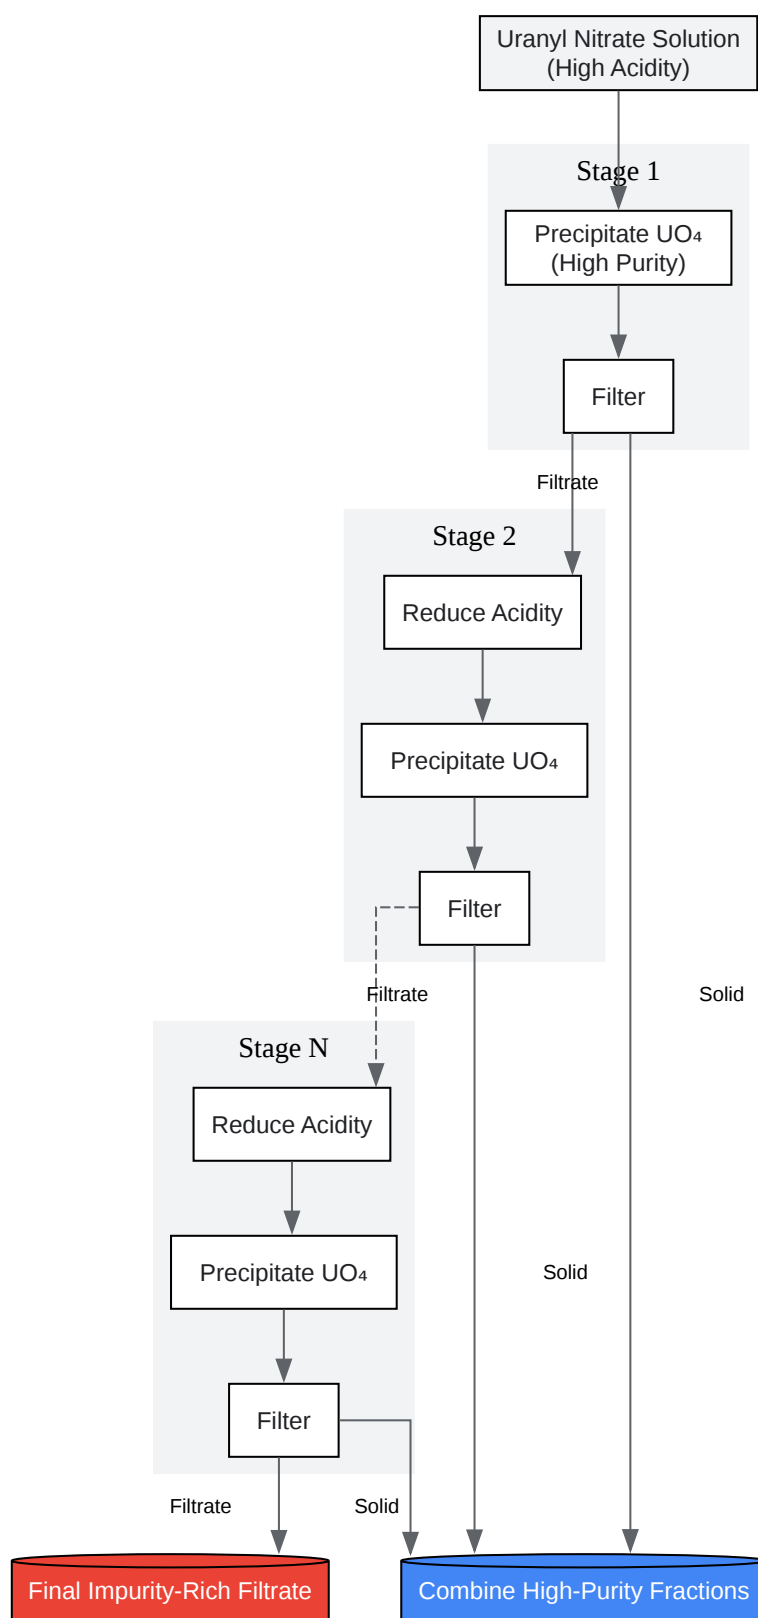 Uranyl Nitrate Solution
(High Acidity)
Stage 1
Precipitate UO₄
(High Purity)
Filter
Filtrate
Stage 2
Reduce Acidity
Precipitate UO₄
Filter
Filtrate
Solid
Stage N
Reduce Acidity
Precipitate UO₄
Solid
Filter
Filtrate
Solid
Final Impurity-Rich Filtrate
Combine High-Purity Fractions